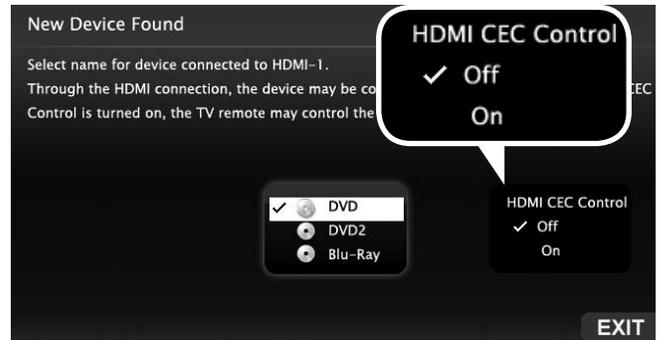 New Device Found
Select name for device connected to HDMI-1.
Through the HDMI connection, the device may be co
CEC
Control is turned on, the TV remote may control the
HDMI CEC Control
✓ Off
On
✓ DVD
DVD2
Blu-Ray
HDMI CEC Control
✓ Off
On
EXIT